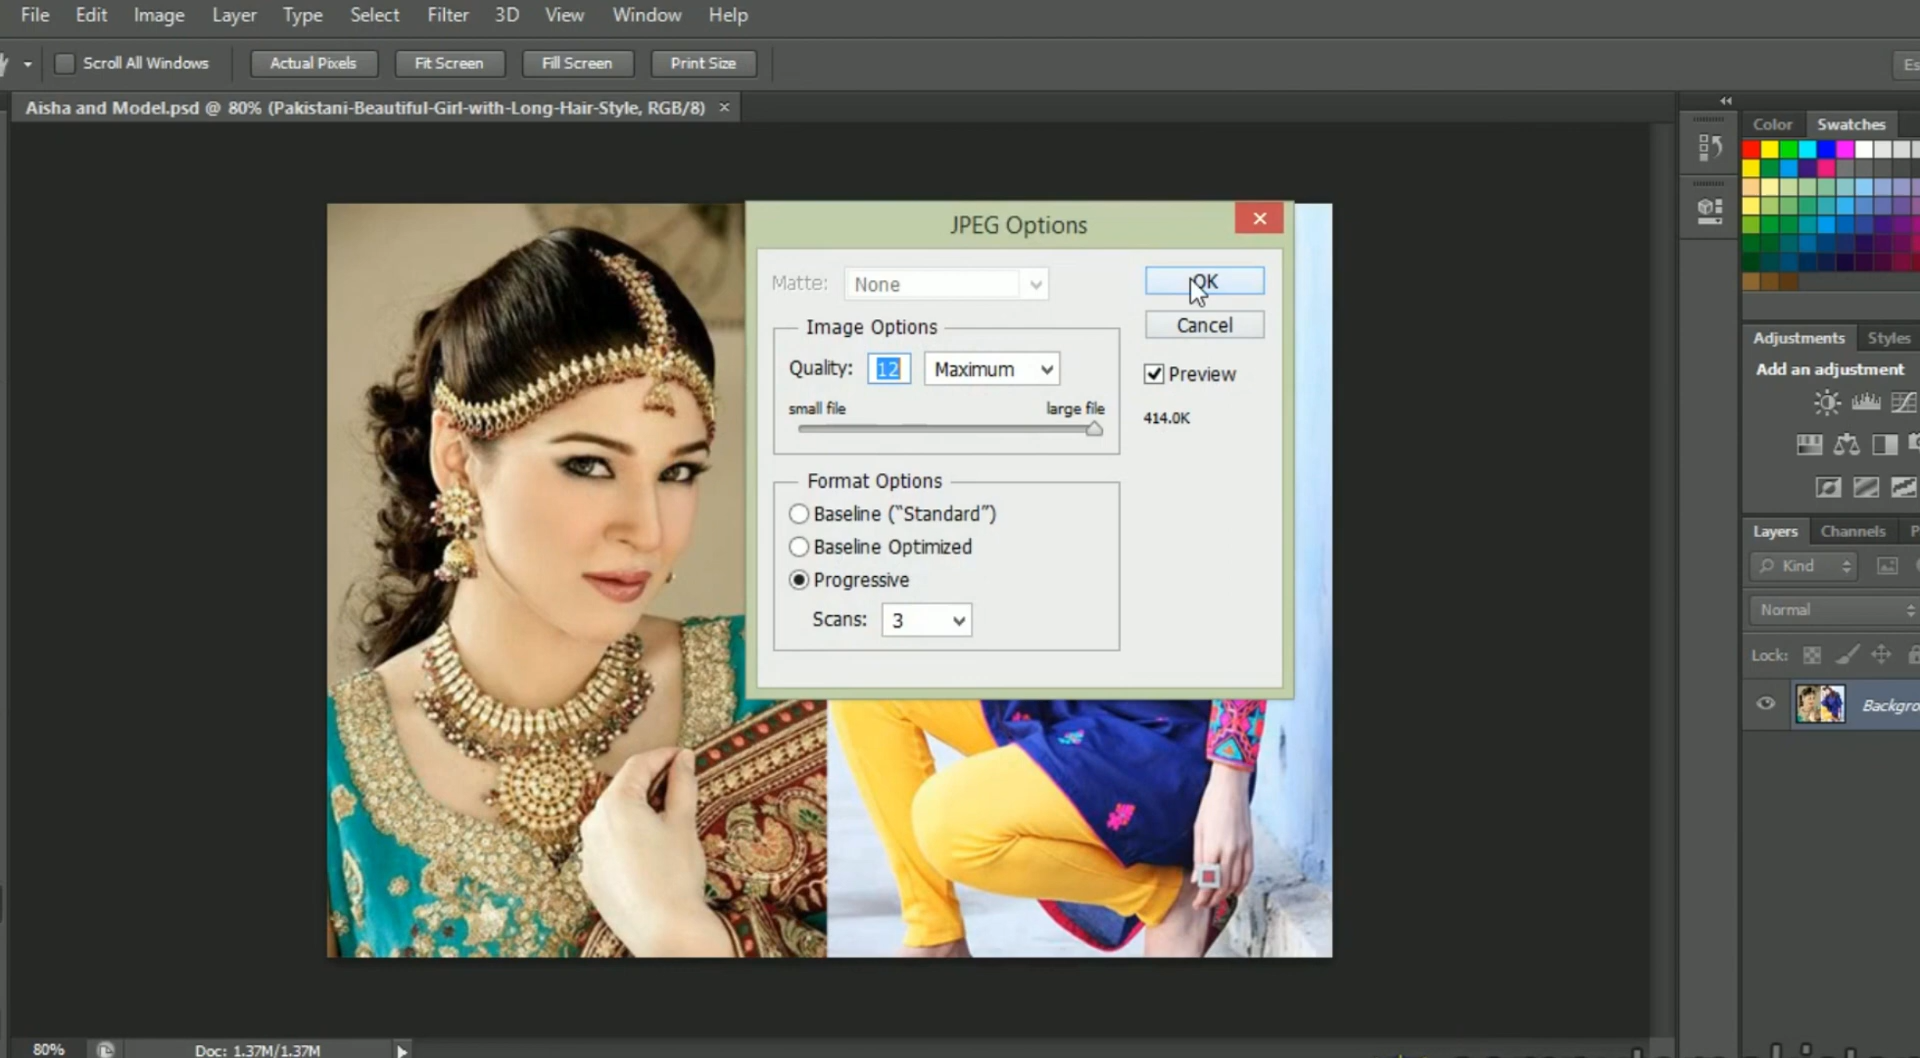 File Edit Image Layer Type Select Filter 3D View Window Help
Scroll All Windows Actual Pixels Fit Screen Fill Screen Print Size
Aisha and Model.psd @ 80% (Pakistani-Beautiful-Girl-with-Long-Hair-Style, RGB/8) ×
JPEG Options
Matte: None
OK
Cancel
Image Options
Quality: 12 Maximum
Preview
small file large file
414.0K
Format Options
Baseline (“Standard”)
Baseline Optimized
Progressive
Scans: 3
Color Swatches
Adjustments Styles
Add an adjustment
Layers Channels
Kind
Normal
Lock:
80% Doc: 1.37M/1.37M